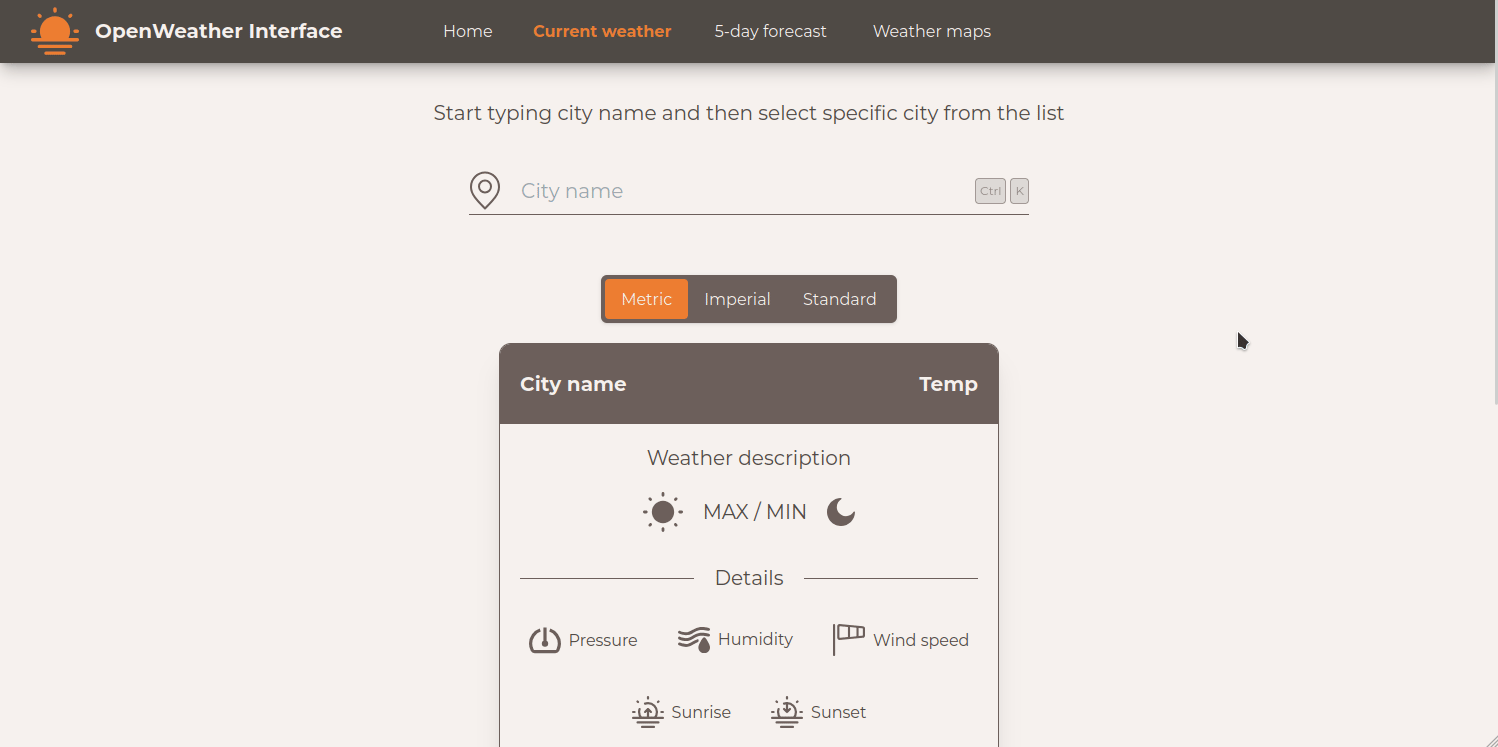 OpenWeather Interface Home Current weather 5-day forecast Weather maps
Start typing city name and then select specific city from the list
City name Ctrl K
Metric Imperial Standard
City name Temp
Weather description
MAX / MIN
Details
Pressure Humidity Wind speed
Sunrise Sunset